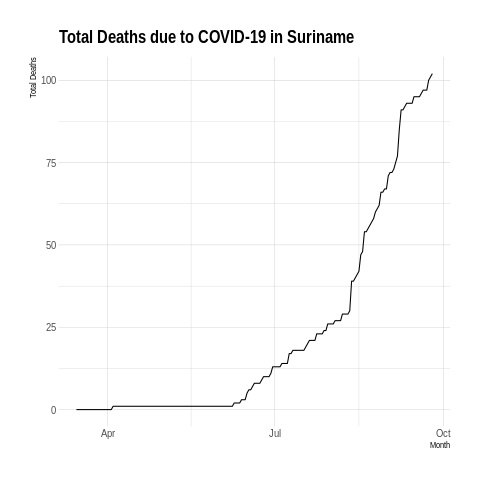 Total Deaths due to COVID-19 in Suriname
Total Deaths
100
75
50
25
0
Apr
Jul
Oct
Month